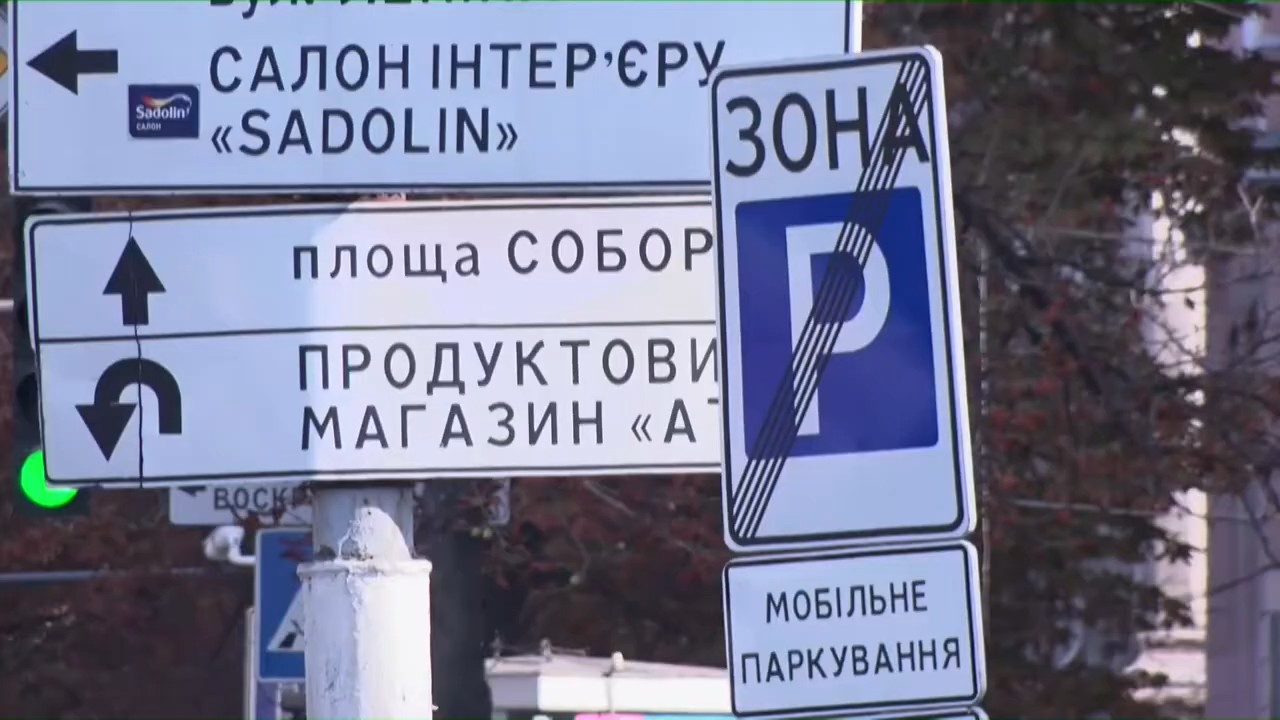 САЛОН ІНТЕР'ЄРУ
Sadolin
САЛОН
«SADOLIN»
площа СОБОР
ПРОДУКТОВИ
МАГАЗИН «А
ЗОНА
P
МОБІЛЬНЕ
ПАРКУВАННЯ
ВОСКР